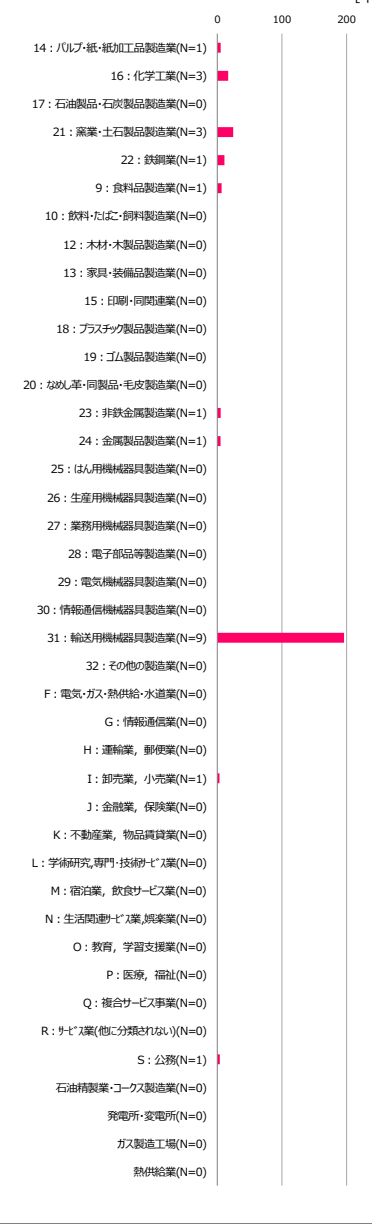 0 100 200
14：パルプ・紙・紙加工品製造業(N=1)
16：化学工業(N=3)
17：石油製品・石炭製品製造業(N=0)
21：窯業・土石製品製造業(N=3)
22：鉄鋼業(N=1)
9：食料品製造業(N=1)
10：飲料・たばこ・飼料製造業(N=0)
12：木材・木製品製造業(N=0)
13：家具・装備品製造業(N=0)
15：印刷・同関連業(N=0)
18：プラスチック製品製造業(N=0)
19：ゴム製品製造業(N=0)
20：なめし革・同製品・毛皮製造業(N=0)
23：非鉄金属製造業(N=1)
24：金属製品製造業(N=1)
25：はん用機械器具製造業(N=0)
26：生産用機械器具製造業(N=0)
27：業務用機械器具製造業(N=0)
28：電子部品等製造業(N=0)
29：電気機械器具製造業(N=0)
30：情報通信機械器具製造業(N=0)
31：輸送用機械器具製造業(N=9)
32：その他の製造業(N=0)
F：電気・ガス・熱供給・水道業(N=0)
G：情報通信業(N=0)
H：運輸業，郵便業(N=0)
I：卸売業，小売業(N=1)
J：金融業，保険業(N=0)
K：不動産業，物品賃貸業(N=0)
L：学術研究,専門・技術ｻｰﾋﾞｽ業(N=0)
M：宿泊業，飲食サービス業(N=0)
N：生活関連ｻｰﾋﾞｽ業,娯楽業(N=0)
O：教育，学習支援業(N=0)
P：医療，福祉(N=0)
Q：複合サービス事業(N=0)
R：ｻｰﾋﾞｽ業(他に分類されない)(N=0)
S：公務(N=1)
石油精製業・コークス製造業(N=0)
発電所・変電所(N=0)
ガス製造工場(N=0)
熱供給業(N=0)